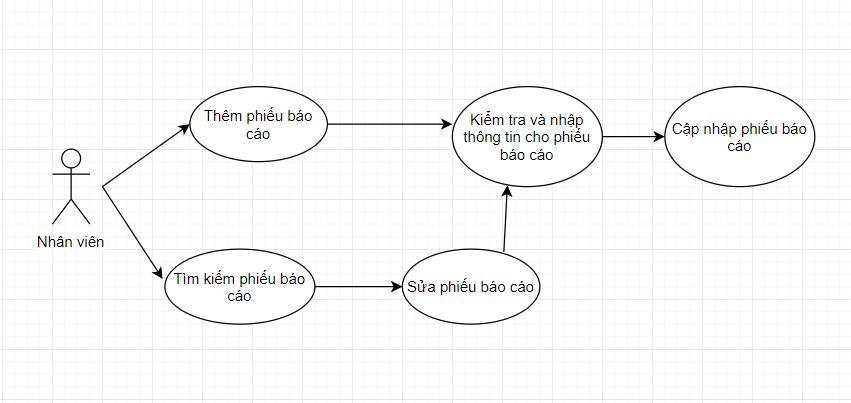 Thêm phiếu báo
cáo
Kiểm tra và nhập
thông tin cho phiếu
báo cáo
Cập nhập phiếu báo
cáo
Nhân viên
Tìm kiếm phiếu báo
cáo
Sửa phiếu báo cáo